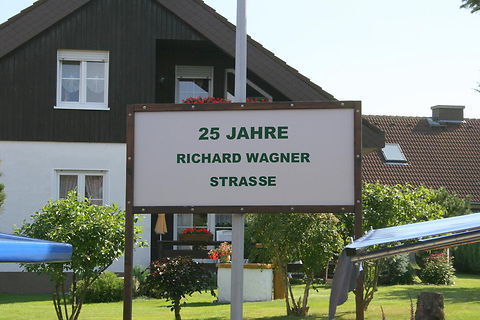 25 JAHRE
RICHARD WAGNER
STRASSE